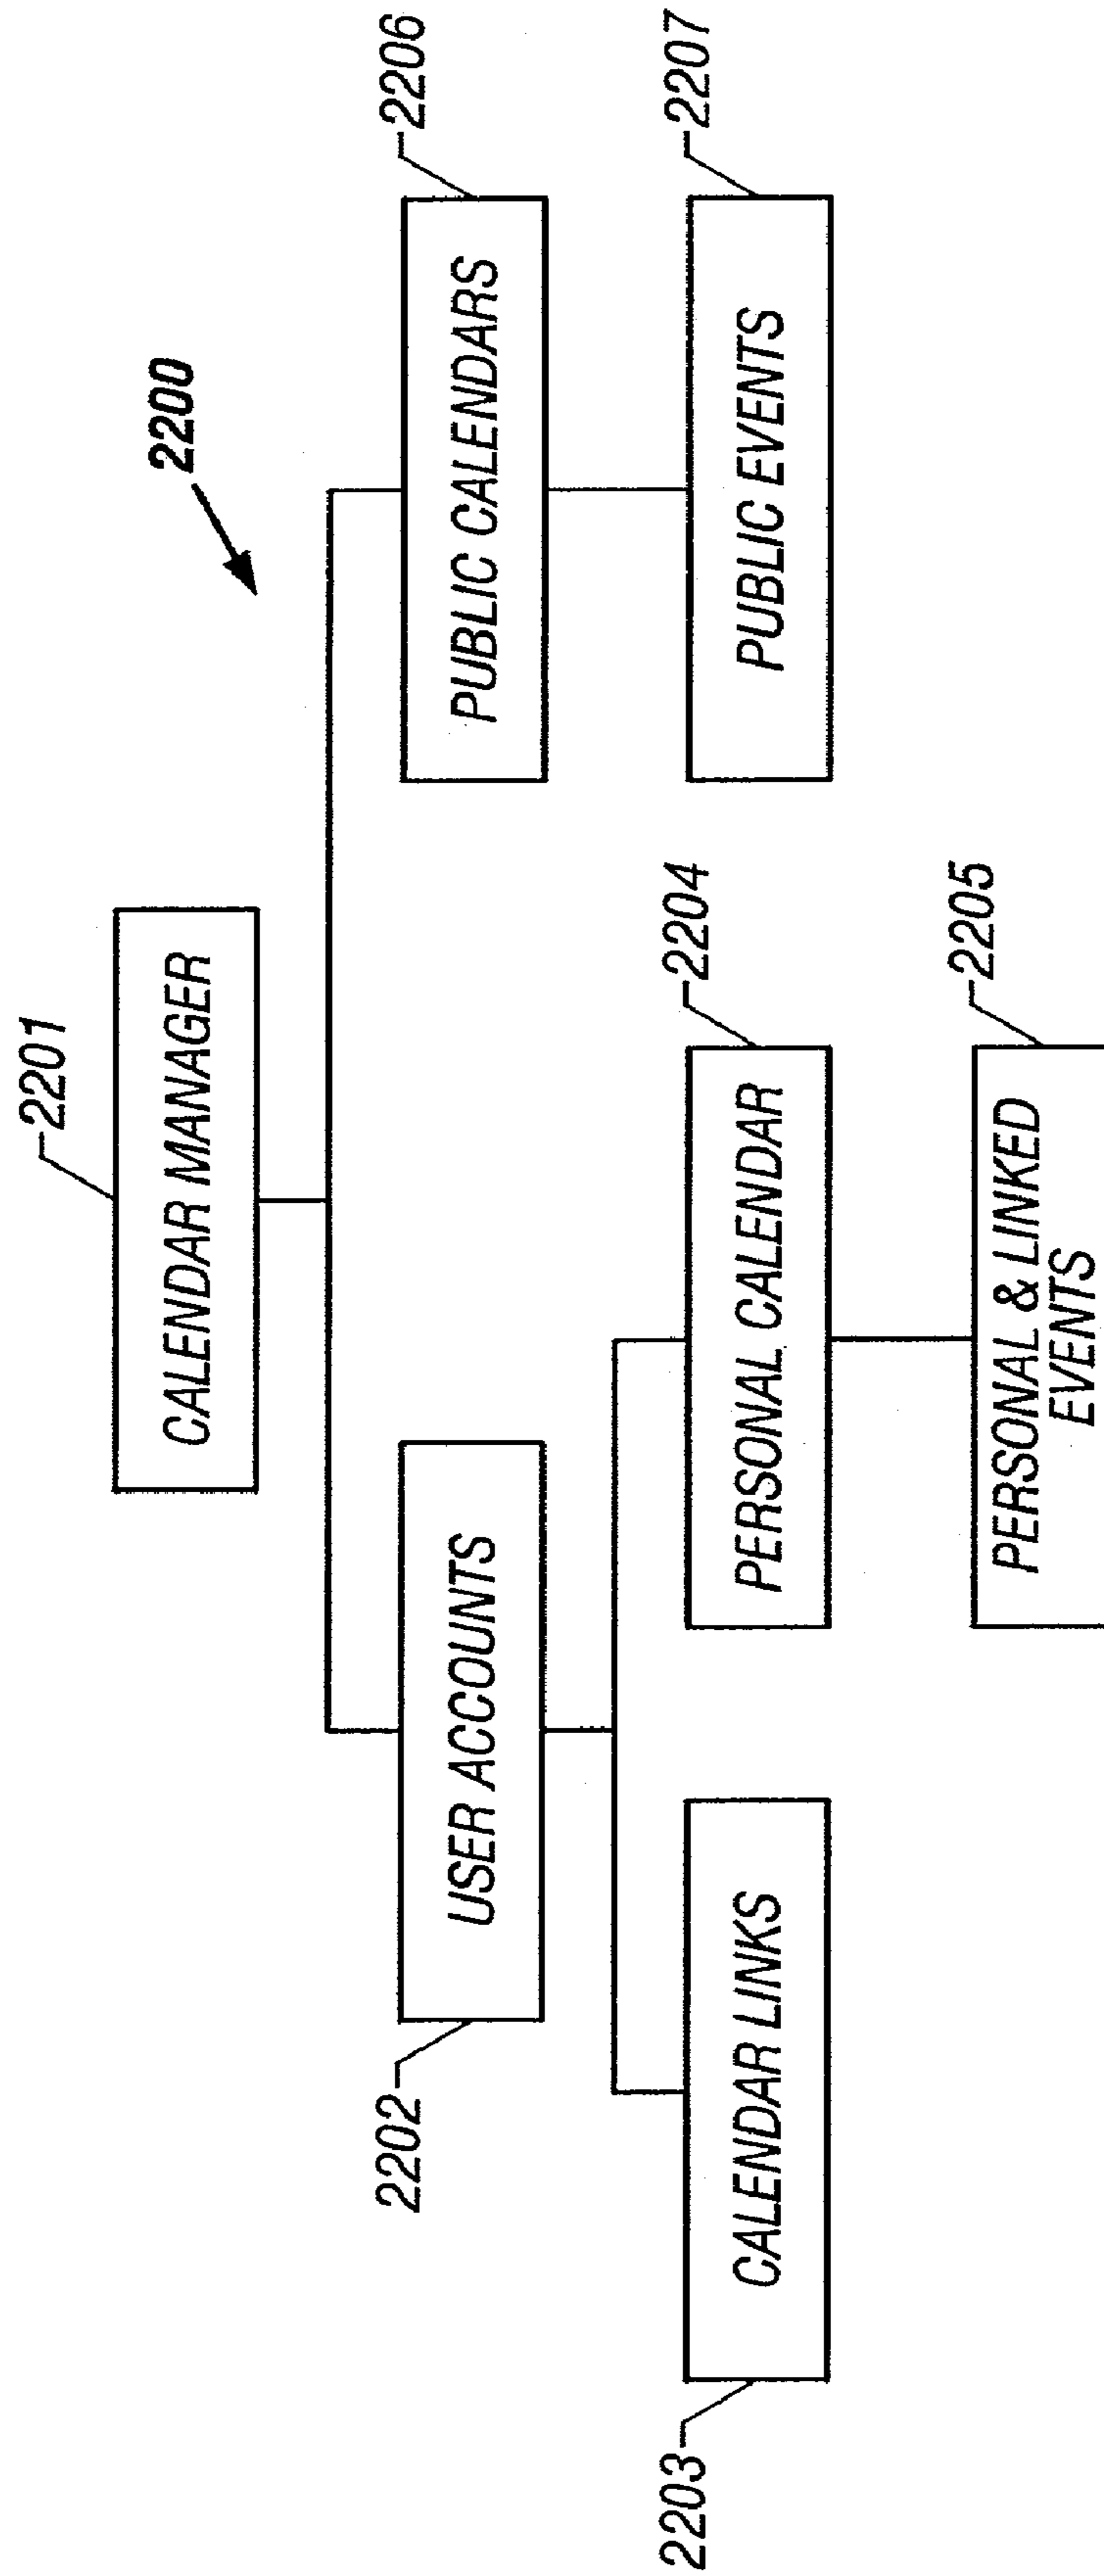 2200
2201
CALENDAR MANAGER
2202
USER ACCOUNTS
2206
PUBLIC CALENDARS
2203
CALENDAR LINKS
2204
PERSONAL CALENDAR
2207
PUBLIC EVENTS
2205
PERSONAL & LINKED
EVENTS